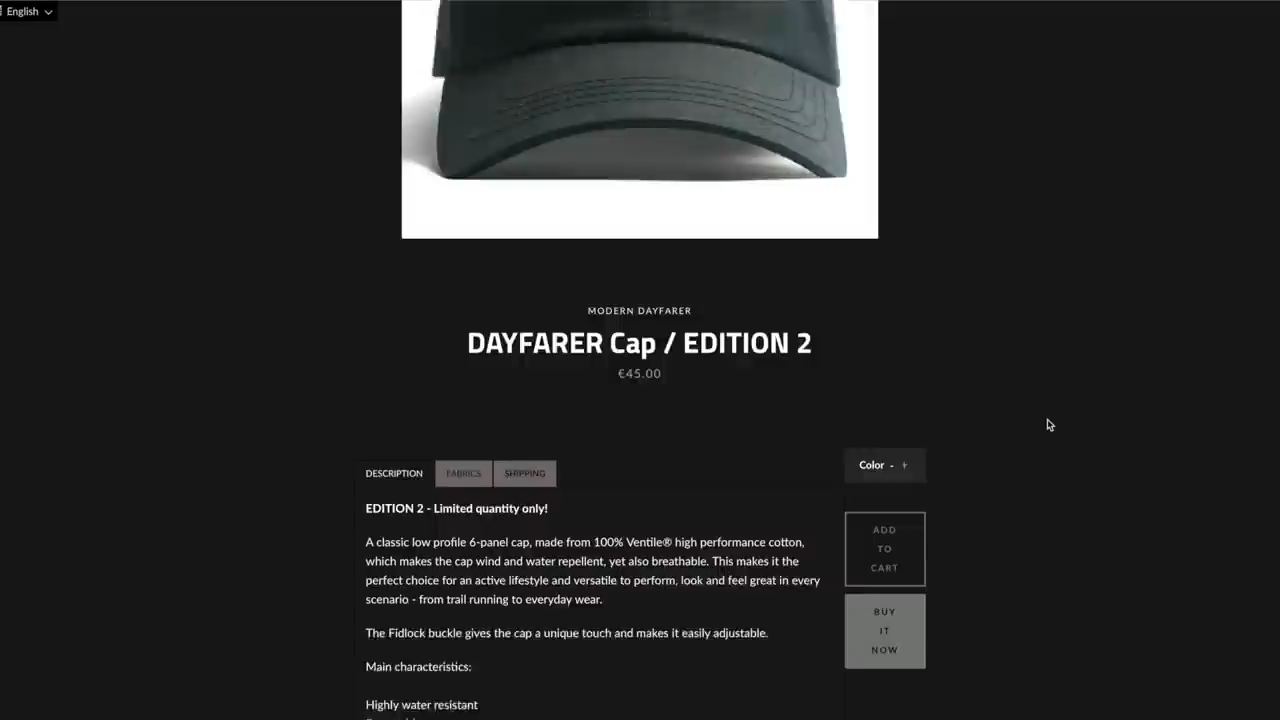 English
MODERN DAYFARER
DAYFARER Cap / EDITION 2
€45.00
DESCRIPTION
FABRICS
SHIPPING
Color -
EDITION 2 - Limited quantity only!
A classic low profile 6-panel cap, made from 100% Ventile® high performance cotton,
which makes the cap wind and water repellent, yet also breathable. This makes it the
perfect choice for an active lifestyle and versatile to perform, look and feel great in every
scenario - from trail running to everyday wear.
The Fidlock buckle gives the cap a unique touch and makes it easily adjustable.
Main characteristics:
Highly water resistant
ADD
TO
CART
BUY
IT
NOW